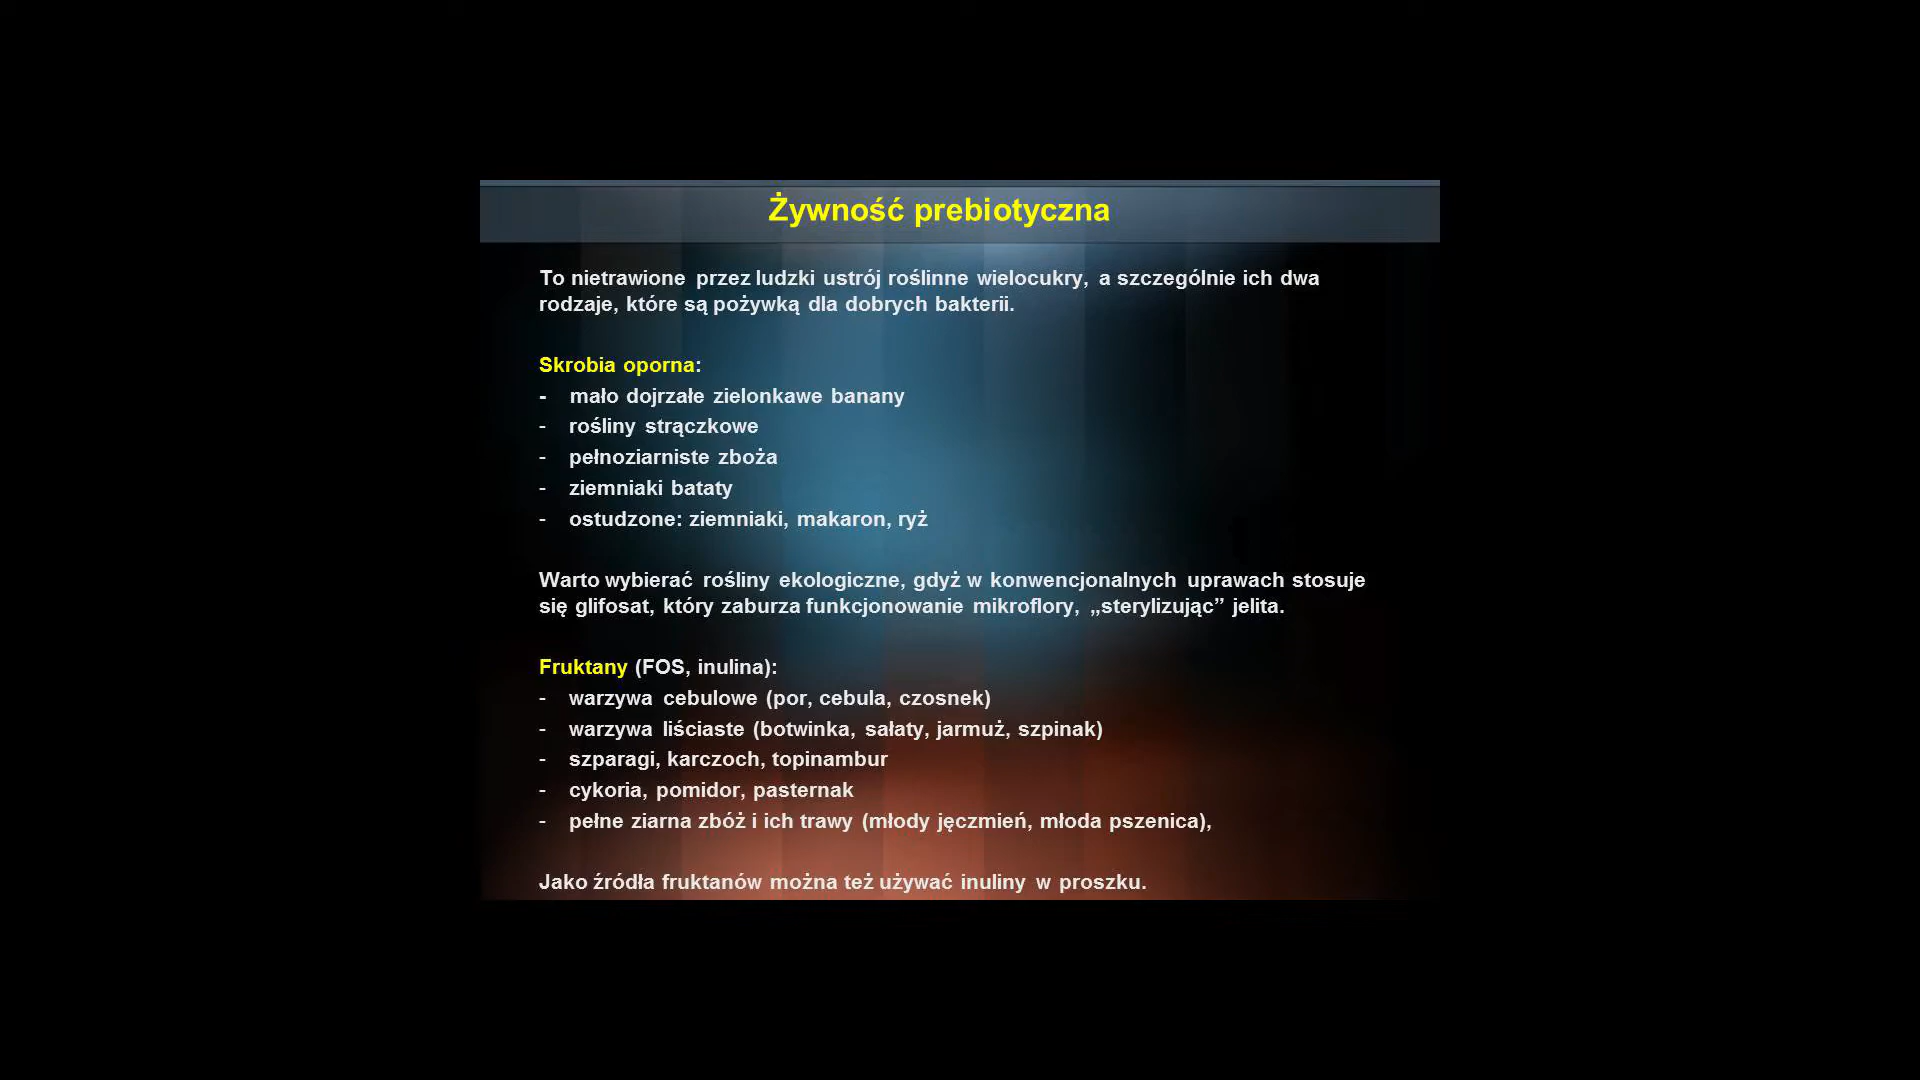 Żywność prebiotyczna
To nietrawione przez ludzki ustrój roślinne wielocukry, a szczególnie ich dwa
rodzaje, które są pożywką dla dobrych bakterii.
Skrobia oporna:
- mało dojrzałe zielonkawe banany
- rośliny strączkowe
- pełnoziarniste zboża
- ziemniaki bataty
- ostudzone: ziemniaki, makaron, ryż
Warto wybierać rośliny ekologiczne, gdyż w konwencjonalnych uprawach stosuje
się glifosat, który zaburza funkcjonowanie mikroflory, „sterylizując” jelita.
Fruktany (FOS, inulina):
- warzywa cebulowe (por, cebula, czosnek)
- warzywa liściaste (botwinka, sałaty, jarmuż, szpinak)
- szparagi, karczoch, topinambur
- cykoria, pomidor, pasternak
- pełne ziarna zbóż i ich trawy (młody jęczmień, młoda pszenica),
Jako źródła fruktanów można też używać inuliny w proszku.